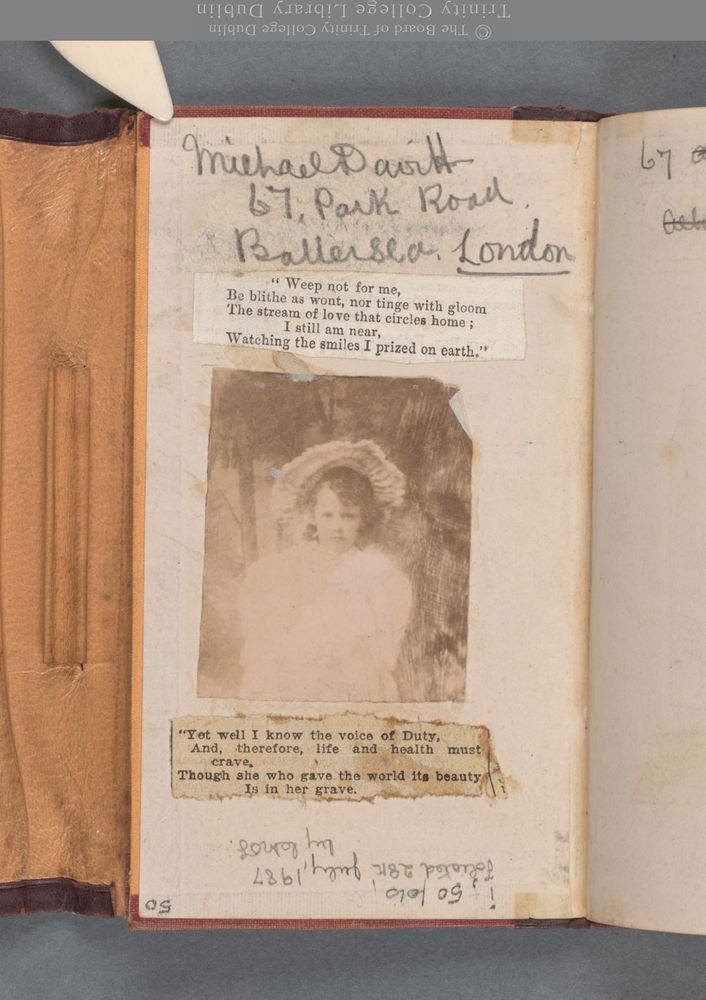 © The Board of Trinity College Dublin
Trinity College Library Dublin
Michael Davitt
67, Park Road.
Battersea. London
"Weep not for me,
Be blithe as wont, nor tinge with gloom
The stream of love that circles home;
I still am near,
Watching the smiles I prized on earth."
"Yet well I know the voice of Duty,
And, therefore, life and health must
crave,
Though she who gave the world its beauty
Is in her grave.
i, 50 fols,
foliated 28th July, 1987
by
50
67